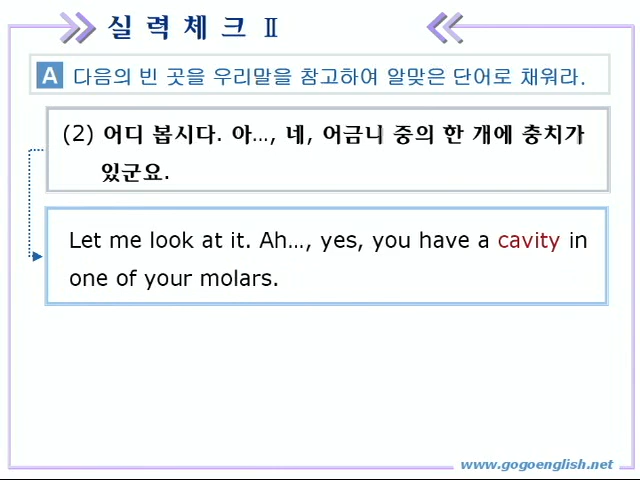 실 력 체 크 Ⅱ
A 다음의 빈 곳을 우리말을 참고하여 알맞은 단어로 채워라.
(2) 어디 봅시다. 아…, 네, 어금니 중의 한 개에 충치가
있군요.
Let me look at it. Ah…, yes, you have a cavity in
one of your molars.
www.gogoenglish.net